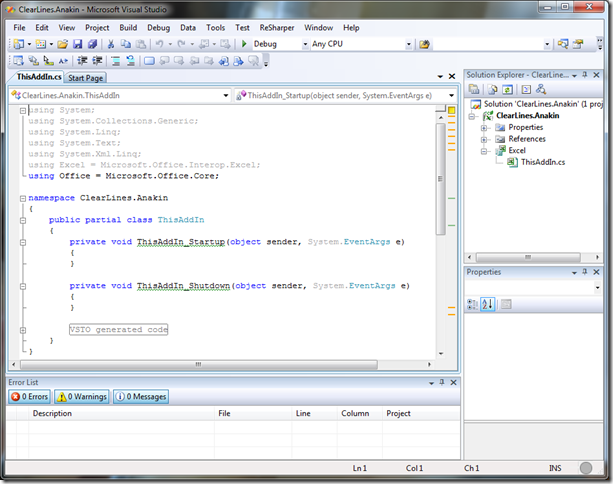 ClearLines.Anakin - Microsoft Visual Studio
File Edit View Project Build Debug Data Tools Test ReSharper Window Help
Debug Any CPU
ThisAddIn.cs Start Page
ClearLines.Anakin.ThisAddIn ThisAddIn_Startup(object sender, System.EventArgs e)
using System;
using System.Collections.Generic;
using System.Linq;
using System.Text;
using System.Xml.Linq;
using Excel = Microsoft.Office.Interop.Excel;
using Office = Microsoft.Office.Core;
namespace ClearLines.Anakin
{
public partial class ThisAddIn
{
private void ThisAddIn_Startup(object sender, System.EventArgs e)
{
}
private void ThisAddIn_Shutdown(object sender, System.EventArgs e)
{
}
VSTO generated code
}
}
Solution Explorer - ClearLine...
Solution 'ClearLines.Anakin' (1 proj
ClearLines.Anakin
Properties
References
Excel
ThisAddIn.cs
Properties
Error List
0 Errors 0 Warnings 0 Messages
Description File Line Column Project
Ln 1 Col 1 Ch 1 INS